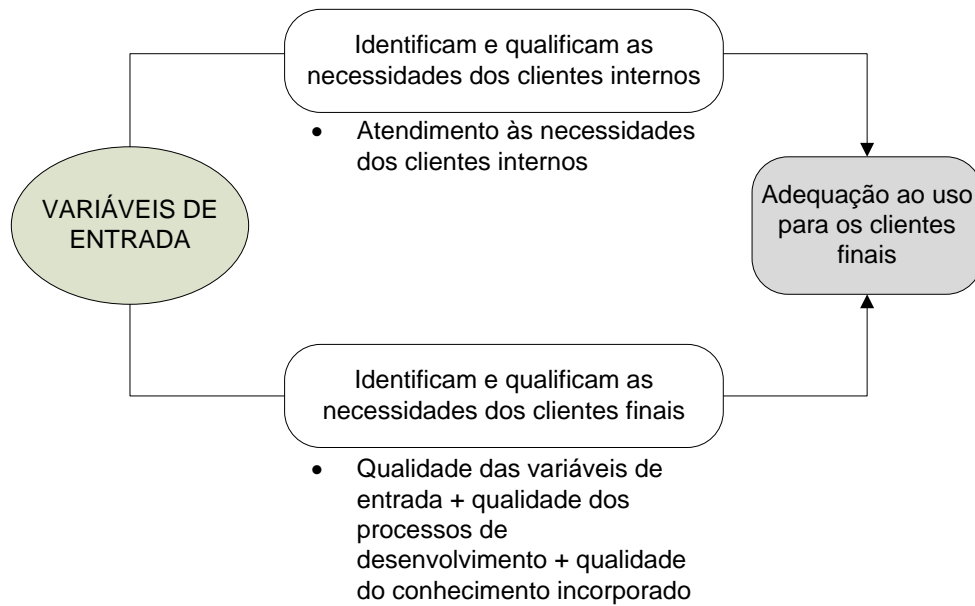 Identificam e qualificam as
necessidades dos clientes internos
• Atendimento às necessidades
dos clientes internos
VARIÁVEIS DE
ENTRADA
Adequação ao uso
para os clientes
finais
Identificam e qualificam as
necessidades dos clientes finais
• Qualidade das variáveis de
entrada + qualidade dos
processos de
desenvolvimento + qualidade
do conhecimento incorporado